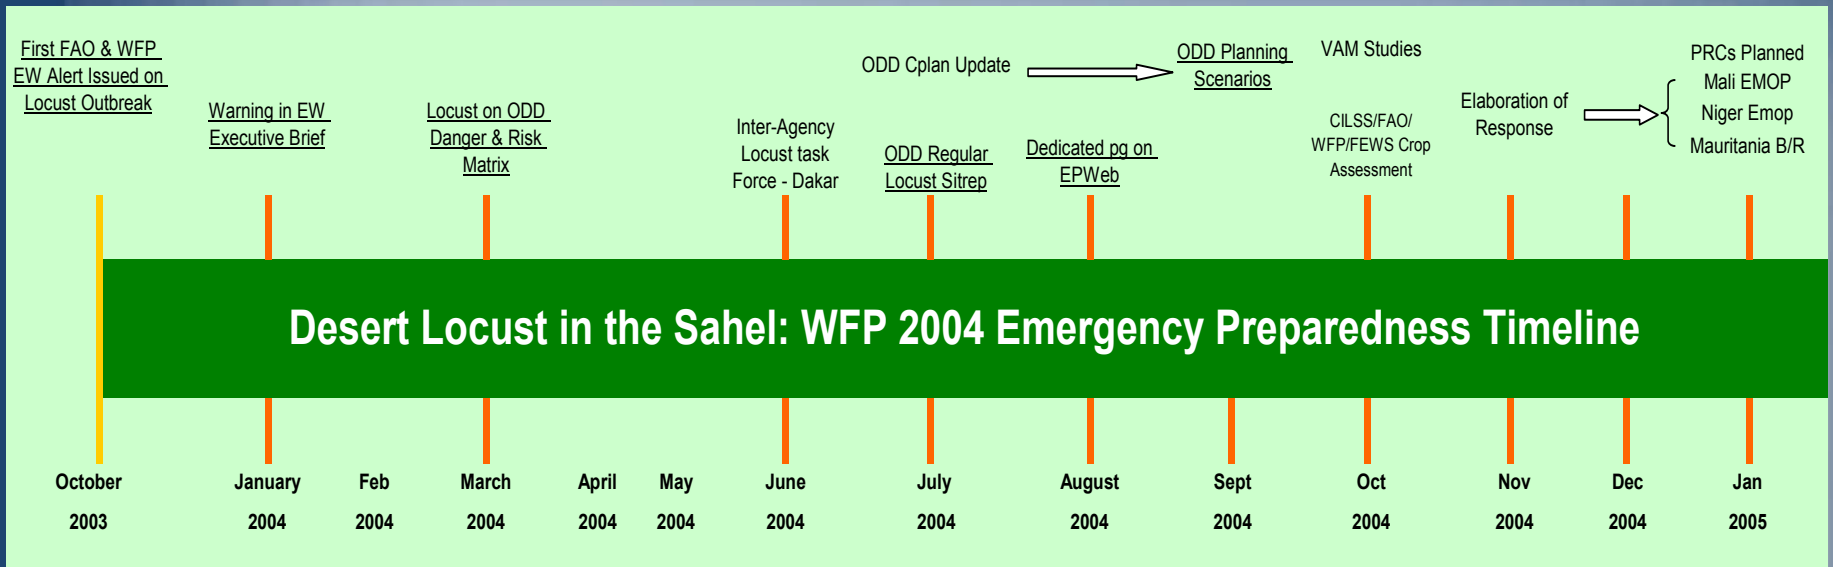 First FAO & WFP
EW Alert Issued on
Locust Outbreak
Warning in EW
Executive Brief
Locust on ODD
Danger & Risk
Matrix
Inter-Agency
Locust task
Force - Dakar
ODD Cplan Update
ODD Regular
Locust Sitrep
Dedicated pg on
EPWeb
ODD Planning
Scenarios
VAM Studies
CILSS/FAO/
WFP/FEWS Crop
Assessment
Elaboration of
Response
PRCs Planned
Mali EMOP
Niger Emop
Mauritania B/R
Desert Locust in the Sahel: WFP 2004 Emergency Preparedness Timeline
October January Feb March April May June July August Sept Oct Nov Dec Jan
2003 2004 2004 2004 2004 2004 2004 2004 2004 2004 2004 2004 2004 2005